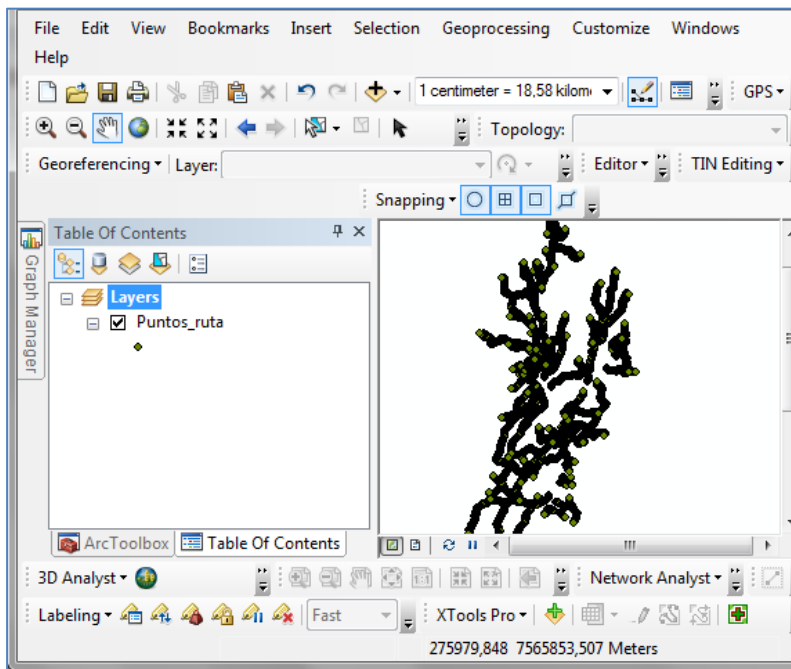 File Edit View Bookmarks Insert Selection Geoprocessing Customize Windows
Help
1 centimeter = 18,58 kilom
GPS
Topology:
Georeferencing Layer: Editor TIN Editing
Snapping
Table Of Contents
Graph Manager
Layers
Puntos_ruta
ArcToolbox Table Of Contents
3D Analyst 1:1 Network Analyst
Labeling Fast XTools Pro
275979,848 7565853,507 Meters